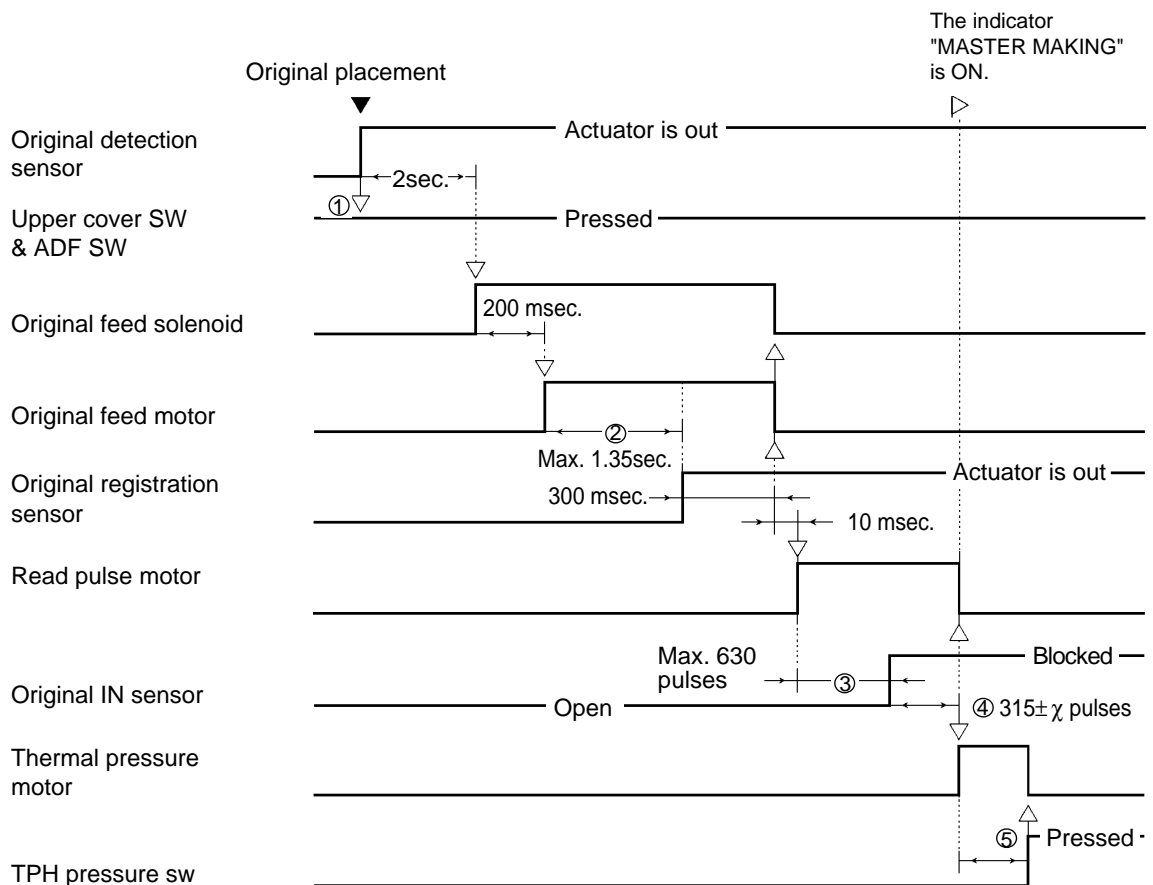 The indicator
"MASTER MAKING"
is ON.
Original placement
Original detection
sensor
Actuator is out
2sec.
①
Upper cover SW
& ADF SW
Pressed
200 msec.
Original feed solenoid
Original feed motor
②
Max. 1.35sec.
Original registration
sensor
Actuator is out
300 msec.
10 msec.
Read pulse motor
Max. 630
pulses
③
Blocked
Original IN sensor
Open
④ 315± χ pulses
Thermal pressure
motor
⑤
Pressed
TPH pressure sw